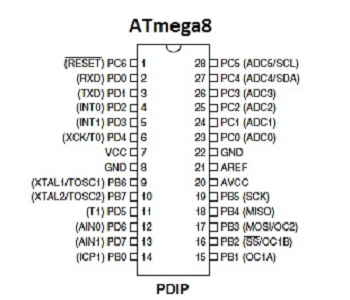 ATmega8
(RESET) PC6 1 28 PC5 (ADC5/SCL)
(RXD) PD0 2 27 PC4 (ADC4/SDA)
(TXD) PD1 3 26 PC3 (ADC3)
(INT0) PD2 4 25 PC2 (ADC2)
(INT1) PD3 5 24 PC1 (ADC1)
(XCK/T0) PD4 6 23 PC0 (ADC0)
VCC 7 22 GND
GND 8 21 AREF
(XTAL1/TOSC1) PB6 9 20 AVCC
(XTAL2/TOSC2) PB7 10 19 PB5 (SCK)
(T1) PD5 11 18 PB4 (MISO)
(AIN0) PD6 12 17 PB3 (MOSI/OC2)
(AIN1) PD7 13 16 PB2 (SS/OC1B)
(ICP1) PB0 14 15 PB1 (OC1A)
PDIP